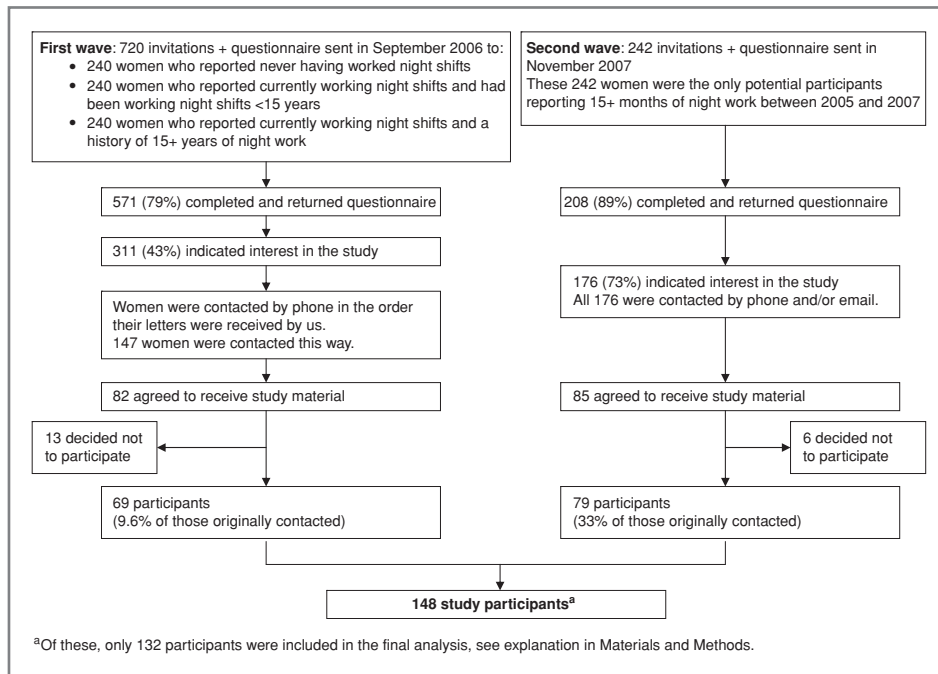 First wave: 720 invitations + questionnaire sent in September 2006 to:
• 240 women who reported never having worked night shifts
• 240 women who reported currently working night shifts and had
been working night shifts <15 years
• 240 women who reported currently working night shifts and a
history of 15+ years of night work
Second wave: 242 invitations + questionnaire sent in
November 2007
These 242 women were the only potential participants
reporting 15+ months of night work between 2005 and 2007
571 (79%) completed and returned questionnaire
208 (89%) completed and returned questionnaire
311 (43%) indicated interest in the study
176 (73%) indicated interest in the study
All 176 were contacted by phone and/or email.
Women were contacted by phone in the order
their letters were received by us.
147 women were contacted this way.
82 agreed to receive study material
85 agreed to receive study material
13 decided not
to participate
6 decided not
to participate
69 participants
(9.6% of those originally contacted)
79 participants
(33% of those originally contacted)
148 study participantsᵃ
ᵃOf these, only 132 participants were included in the final analysis, see explanation in Materials and Methods.